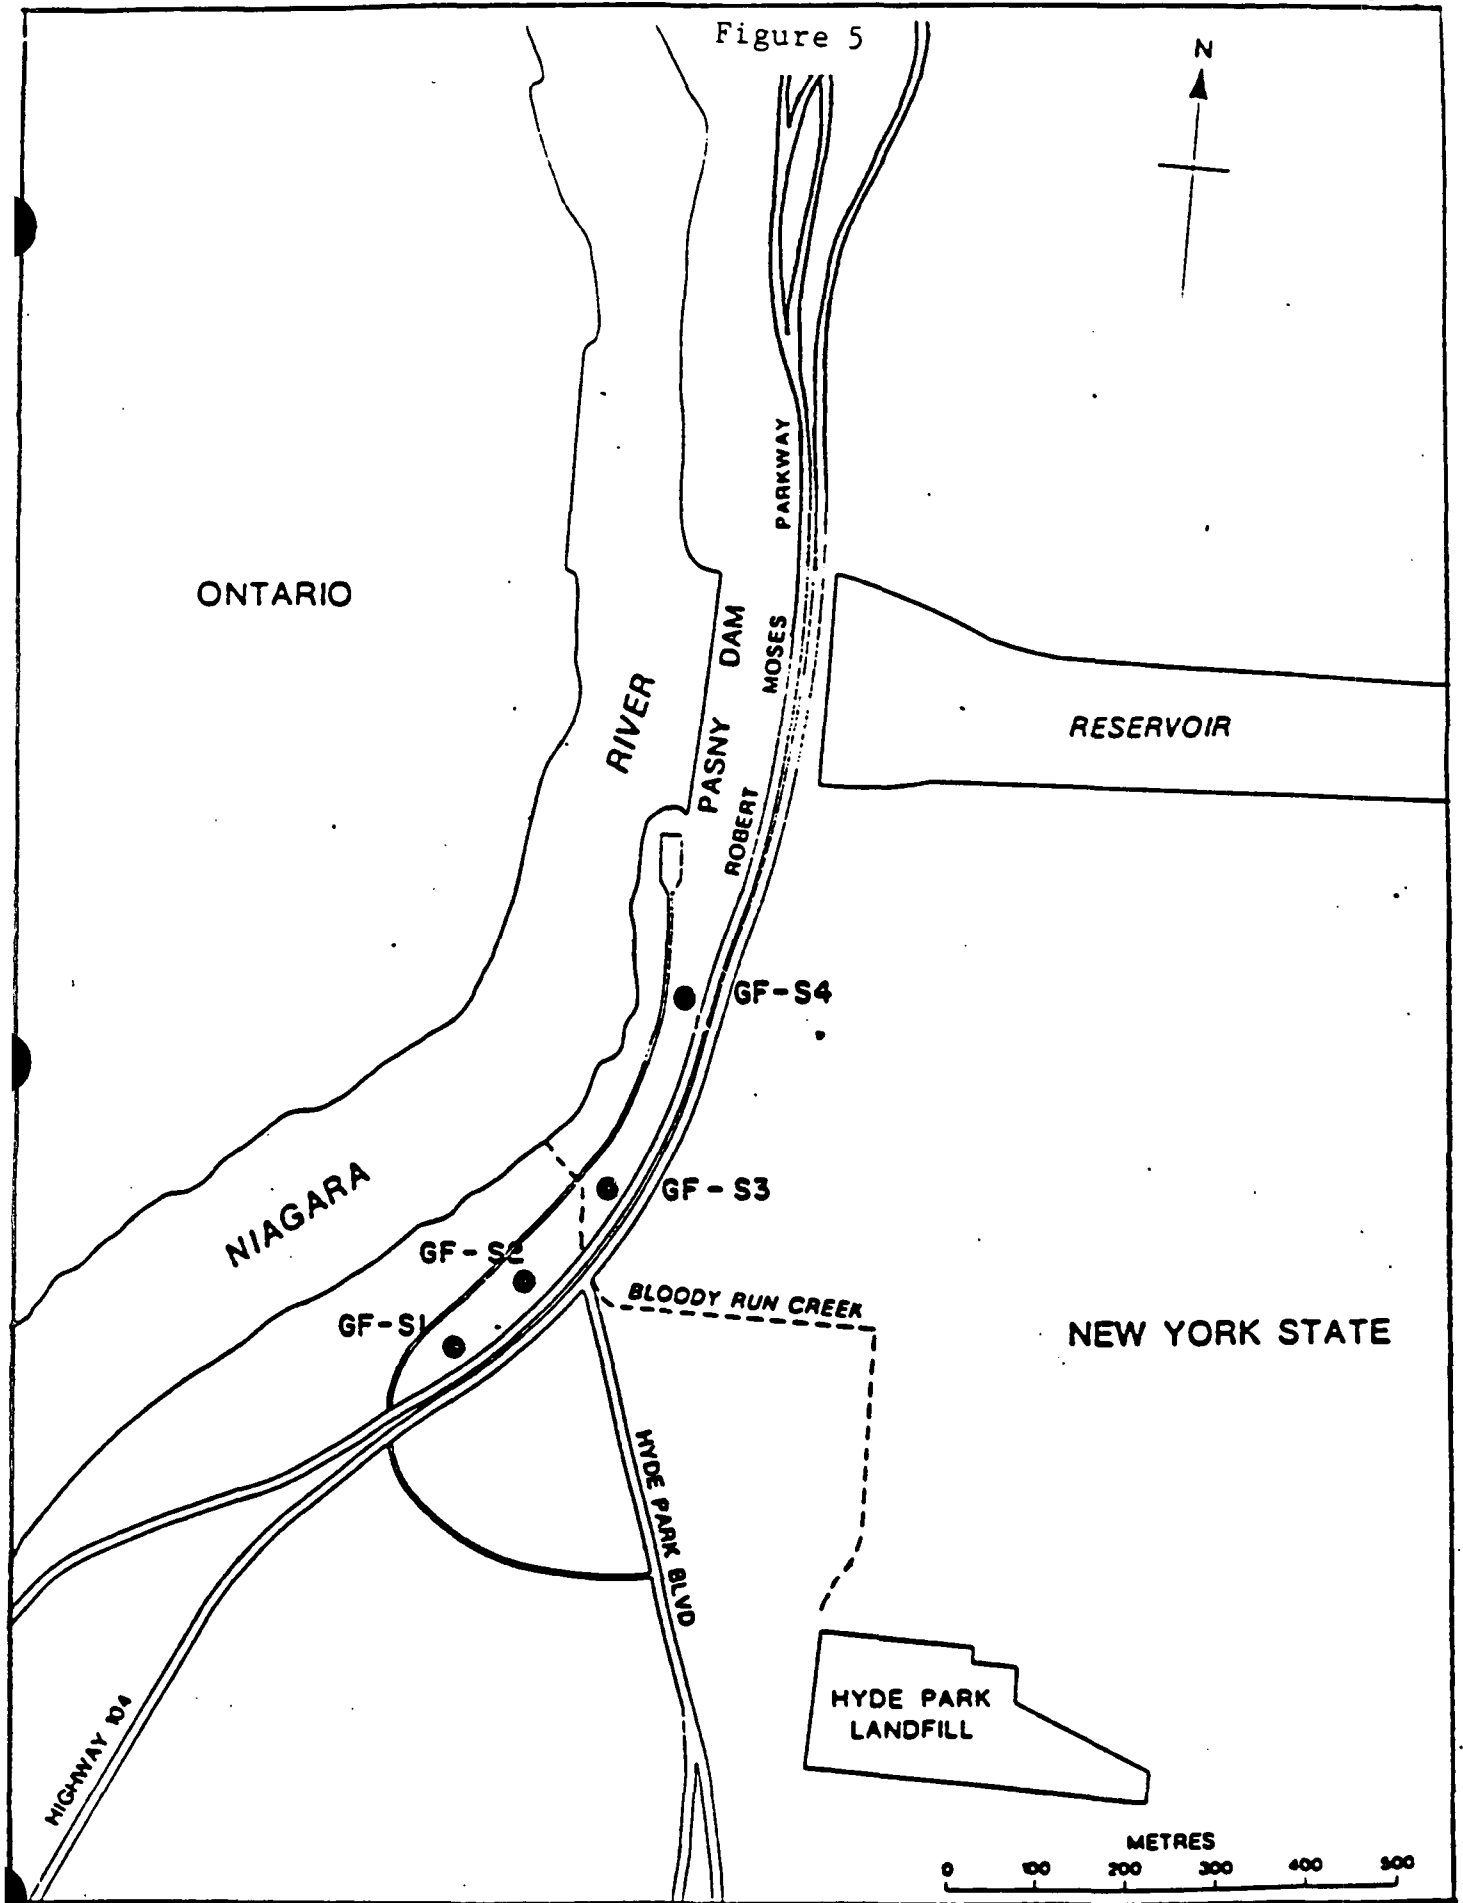 Figure 5
N
PARKWAY
ONTARIO
DAM
MOSES
RIVER
PASNY
RESERVOIR
ROBERT
GF-S4
NIAGARA
GF-S3
GF-S2
BLOODY RUN CREEK
GF-S1
NEW YORK STATE
HYDE PARK BLVD
HYDE PARK
LANDFILL
HIGHWAY 104
METRES
0 100 200 300 400 500